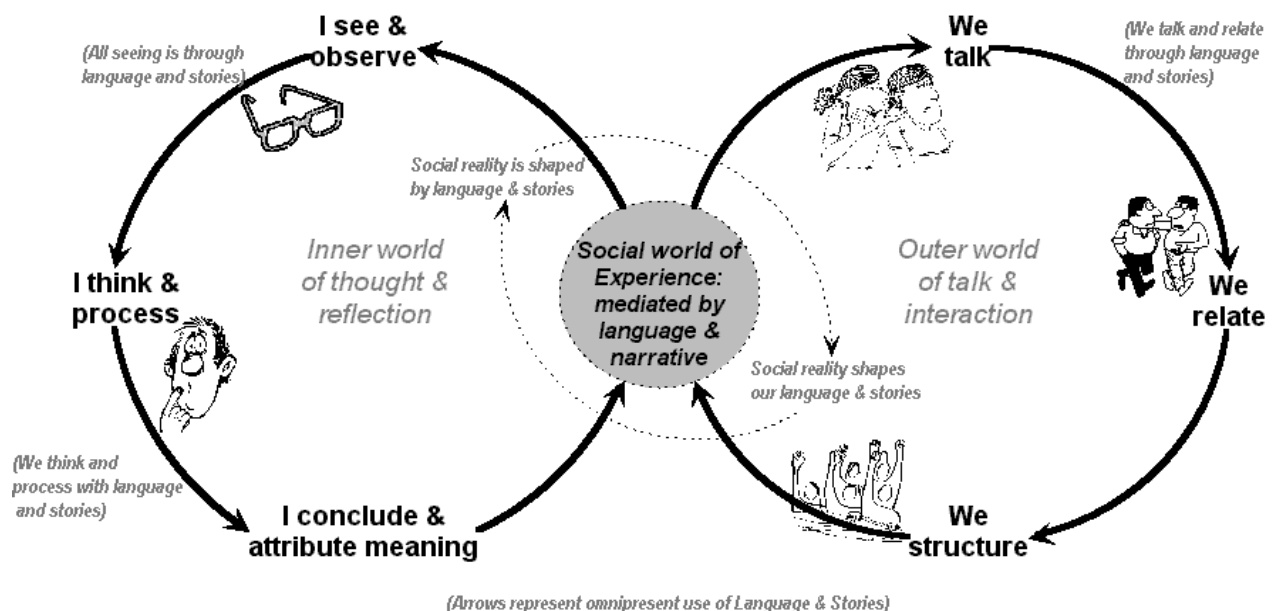 I see &
observe
(All seeing is through
language and stories)
I think &
process
(We think and
process with language
and stories)
I conclude &
attribute meaning
Inner world
of thought &
reflection
Social reality is shaped
by language & stories
Social world of
Experience:
mediated by
language &
narrative
Social reality shapes
our language & stories
Outer world
of talk &
interaction
We
talk
(We talk and relate
through language
and stories)
We
relate
We
structure
(Arrows represent omnipresent use of Language & Stories)